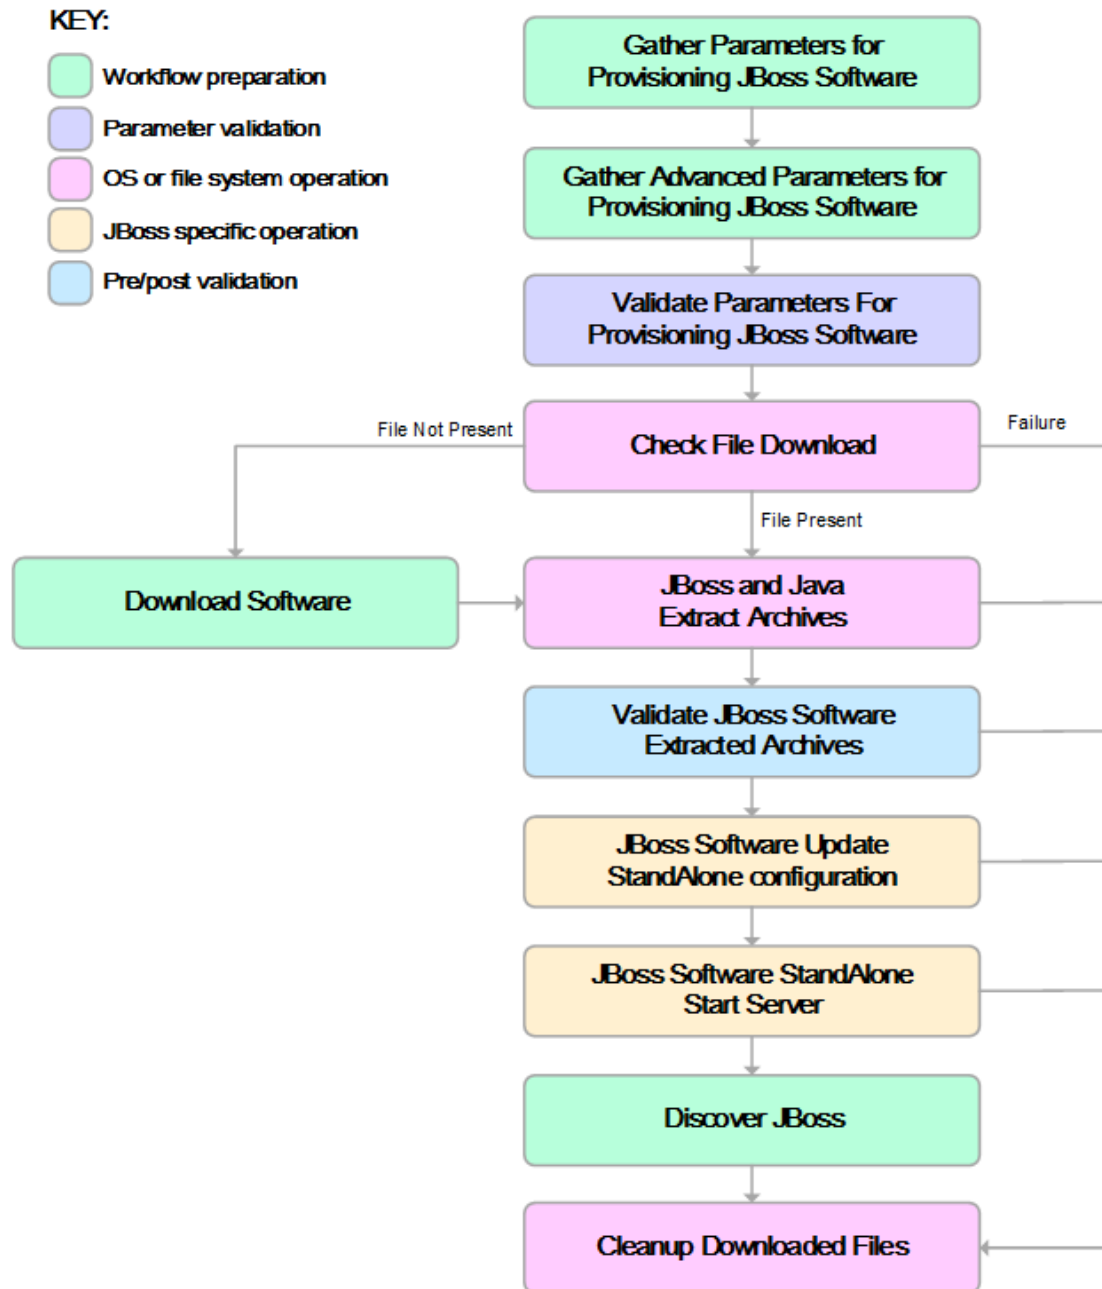 KEY:
Workflow preparation
Parameter validation
OS or file system operation
JBoss specific operation
Pre/post validation
Gather Parameters for
Provisioning JBoss Software
Gather Advanced Parameters for
Provisioning JBoss Software
Validate Parameters For
Provisioning JBoss Software
File Not Present
Check File Download
Failure
File Present
Download Software
JBoss and Java
Extract Archives
Validate JBoss Software
Extracted Archives
JBoss Software Update
StandAlone configuration
JBoss Software StandAlone
Start Server
Discover JBoss
Cleanup Downloaded Files